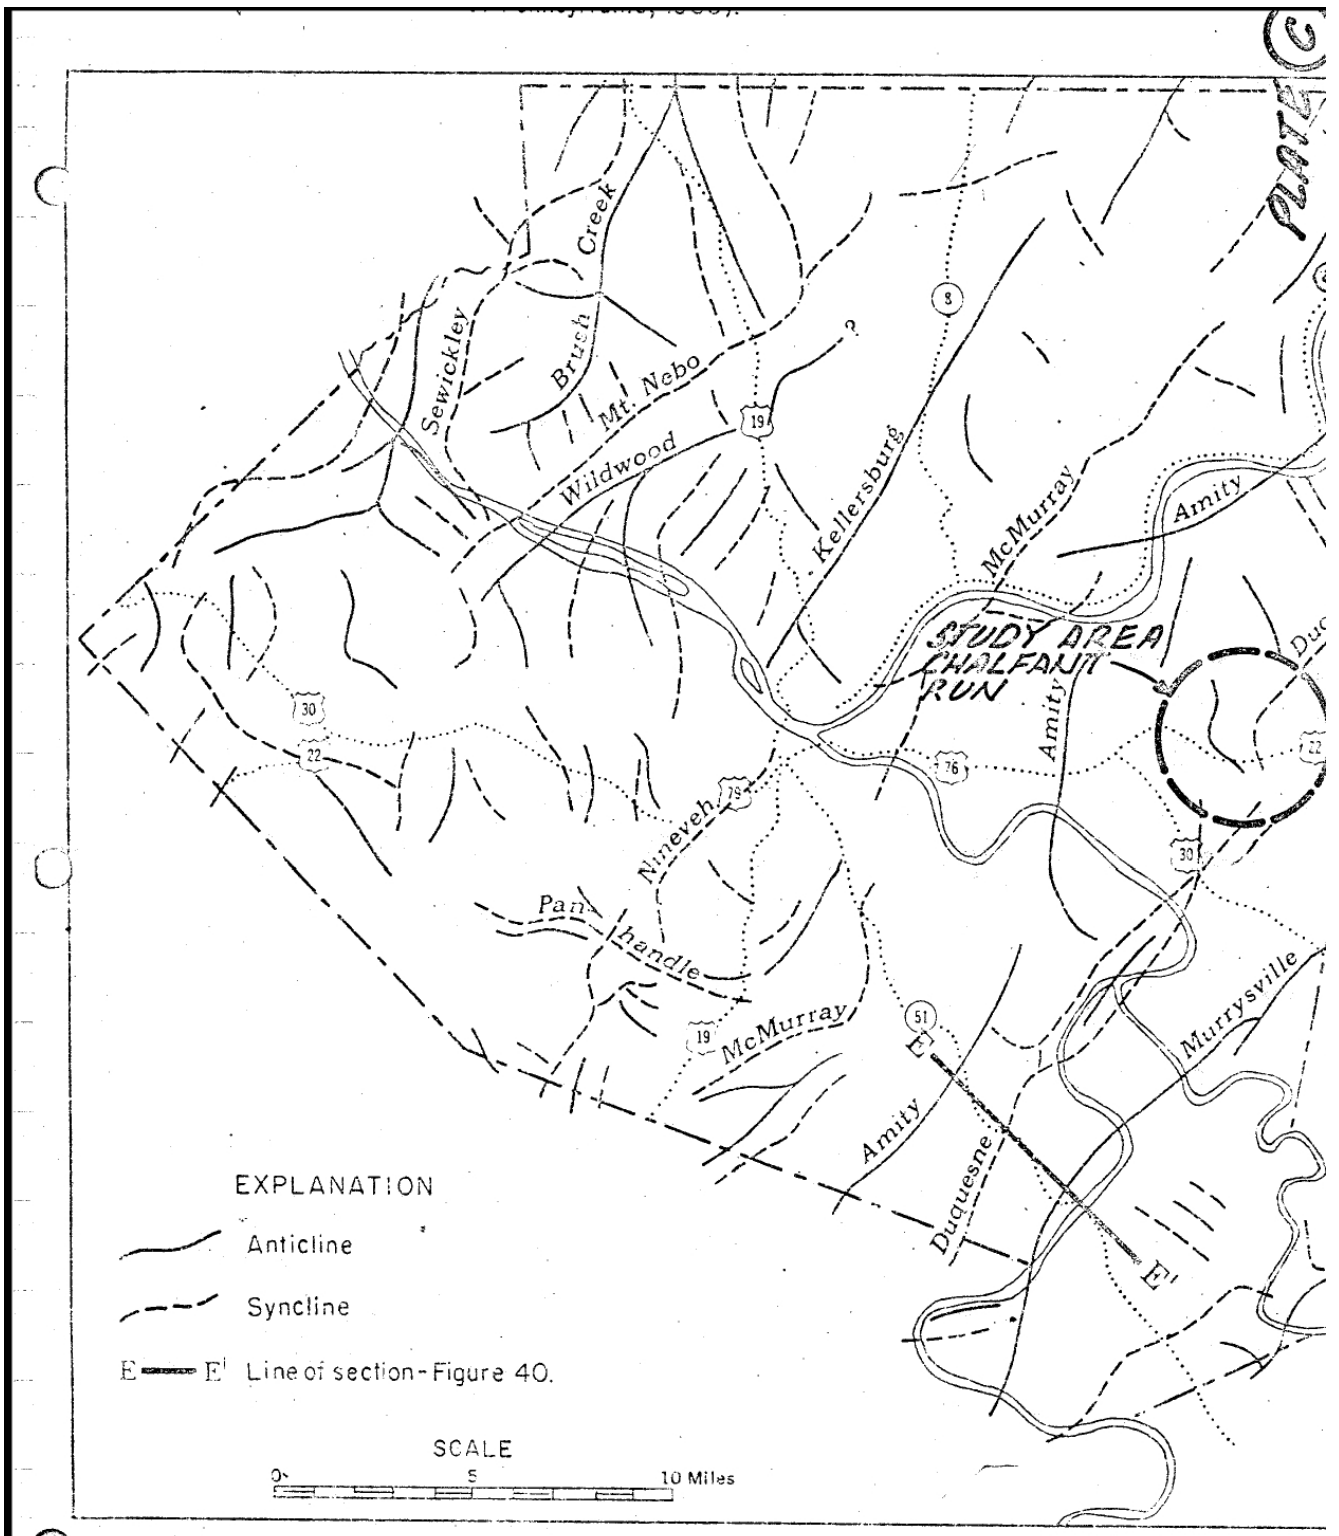 PLATE C
Creek
Brush
Sewickley
Mt. Nebo
?
8
19
Wildwood
Kellersburg
McMurray
Amity
STUDY AREA
CHALFANT
RUN
Amity
30
22
76
22
79
Nineveh
30
Pan-
handle
Murrysville
51
19
McMurray
E
Amity
Duquesne
E'
EXPLANATION
Anticline
Syncline
E E' Line of section-Figure 40.
SCALE
0 5 10 Miles